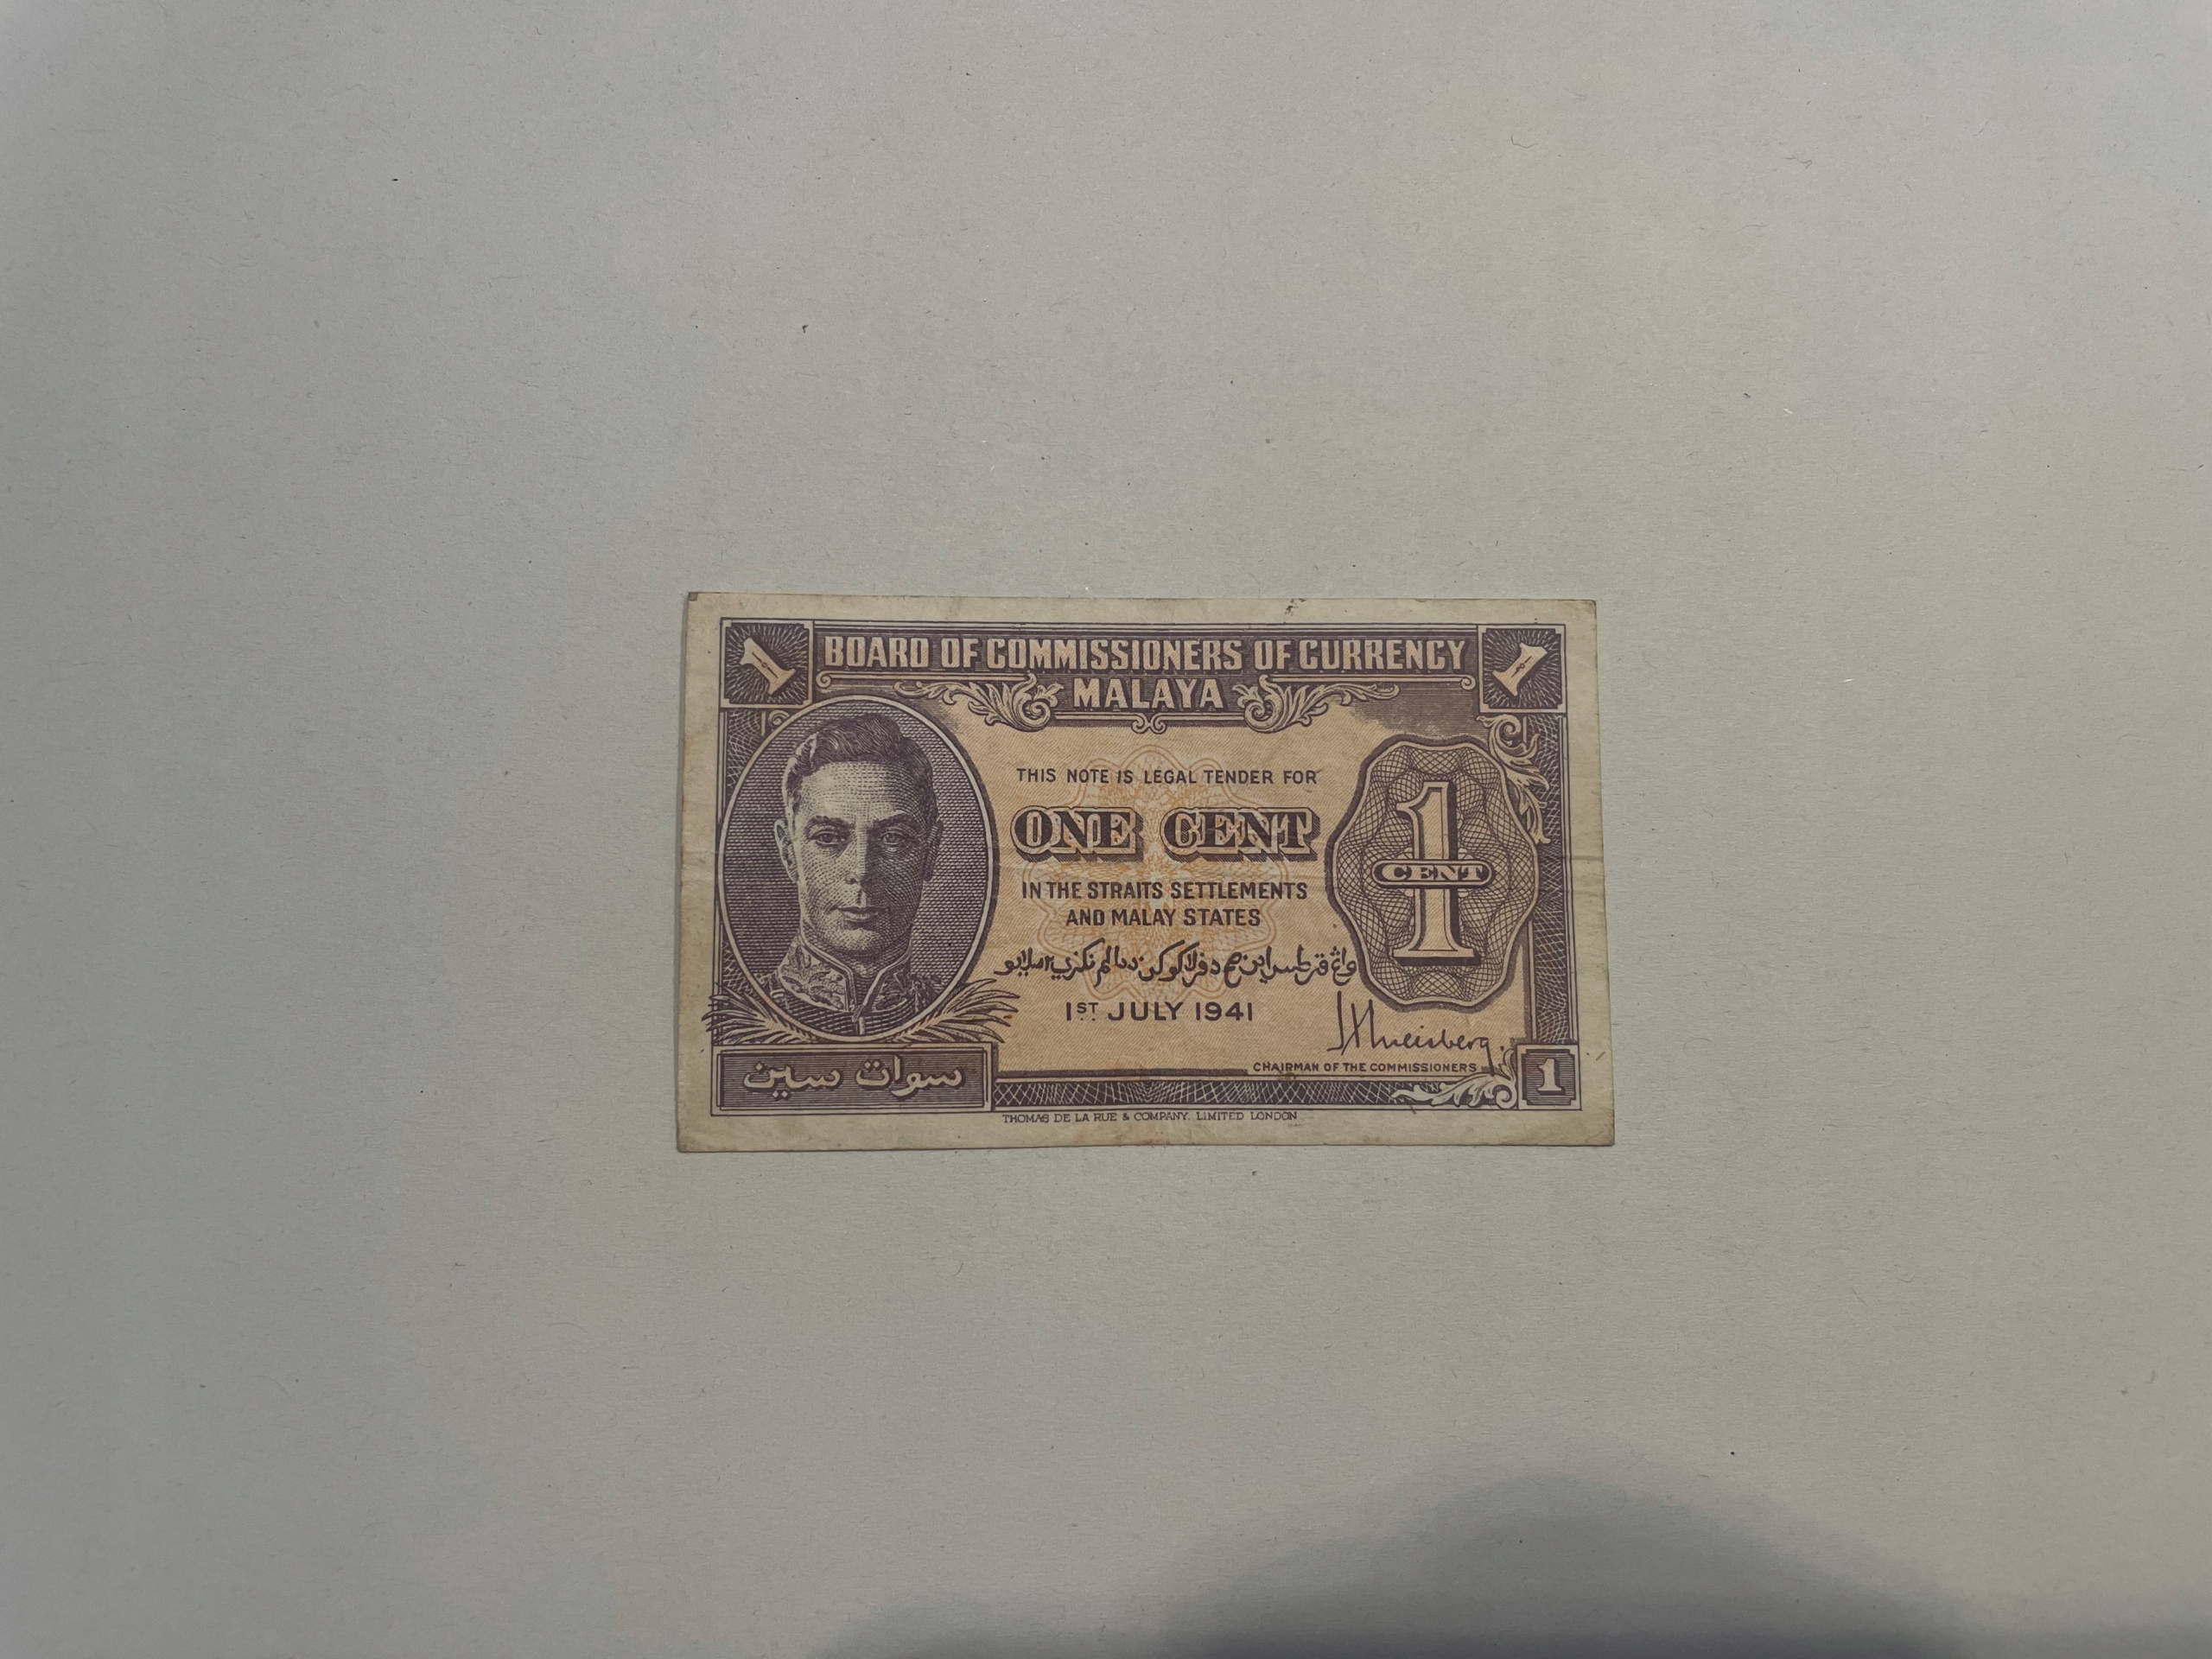 1 BOARD OF COMMISSIONERS OF CURRENCY 1
MALAYA
THIS NOTE IS LEGAL TENDER FOR
ONE CENT
IN THE STRAITS SETTLEMENTS
AND MALAY STATES
1 CENT
1ST JULY 1941
CHAIRMAN OF THE COMMISSIONERS
سوات سين
1
THOMAS DE LA RUE & COMPANY, LIMITED LONDON